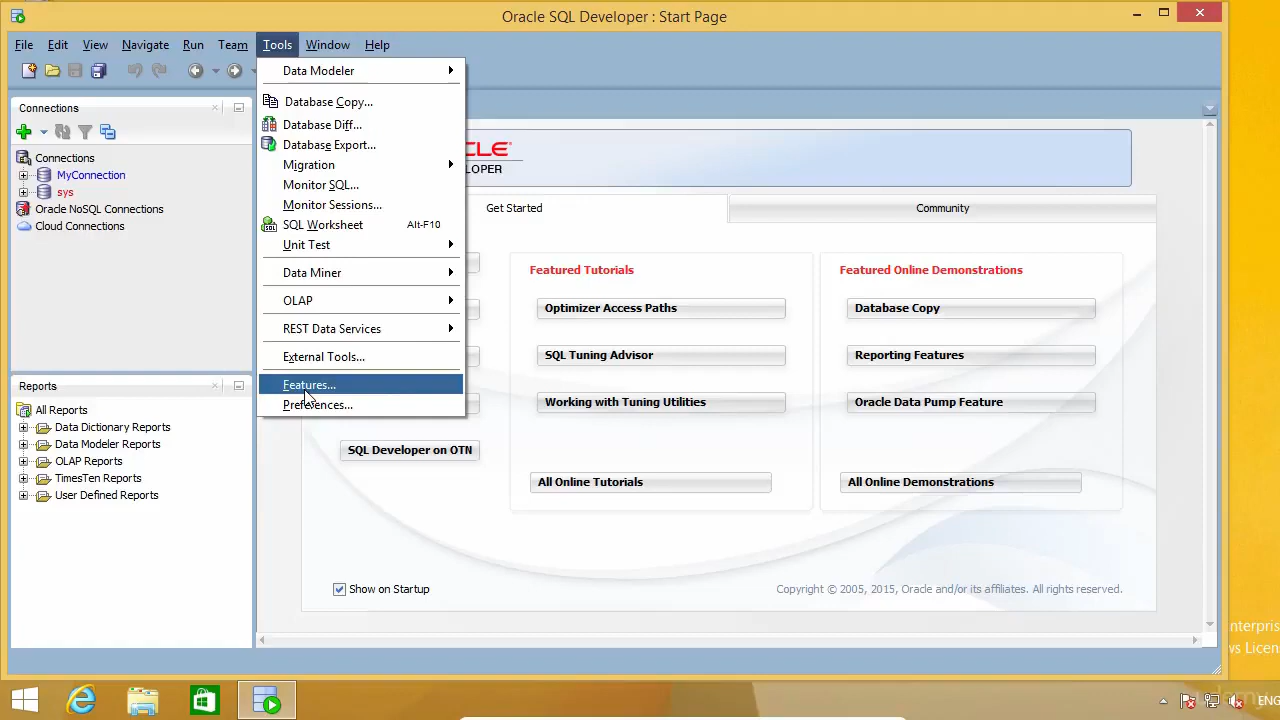 Oracle SQL Developer : Start Page
File Edit View Navigate Run Team Tools Window Help
Data Modeler
Database Copy...
Database Diff...
Database Export...
Migration
Monitor SQL...
Monitor Sessions...
SQL Worksheet Alt-F10
Unit Test
Data Miner
OLAP
REST Data Services
External Tools...
Features...
Preferences...
Connections
Connections
MyConnection
sys
Oracle NoSQL Connections
Cloud Connections
Reports
All Reports
Data Dictionary Reports
Data Modeler Reports
OLAP Reports
TimesTen Reports
User Defined Reports
CLE
LOPER
Get Started
Community
SQL Developer on OTN
Featured Tutorials
Optimizer Access Paths
SQL Tuning Advisor
Working with Tuning Utilities
All Online Tutorials
Featured Online Demonstrations
Database Copy
Reporting Features
Oracle Data Pump Feature
All Online Demonstrations
Show on Startup
Copyright © 2005, 2015, Oracle and/or its affiliates. All rights reserved.
nterpris
vs Licen
ENG